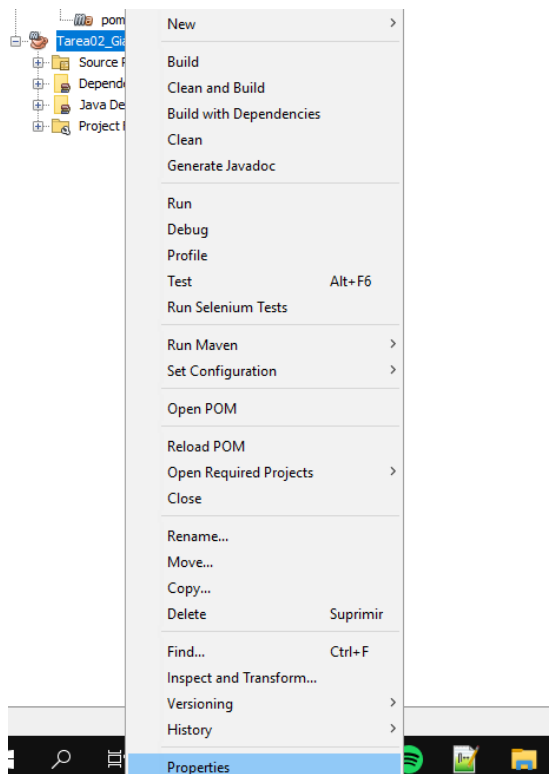 pom
Tarea02_Gia
Source
Depend
Java De
Project
New
Build
Clean and Build
Build with Dependencies
Clean
Generate Javadoc
Run
Debug
Profile
Test Alt+F6
Run Selenium Tests
Run Maven
Set Configuration
Open POM
Reload POM
Open Required Projects
Close
Rename...
Move...
Copy...
Delete Suprimir
Find... Ctrl+F
Inspect and Transform...
Versioning
History
Properties